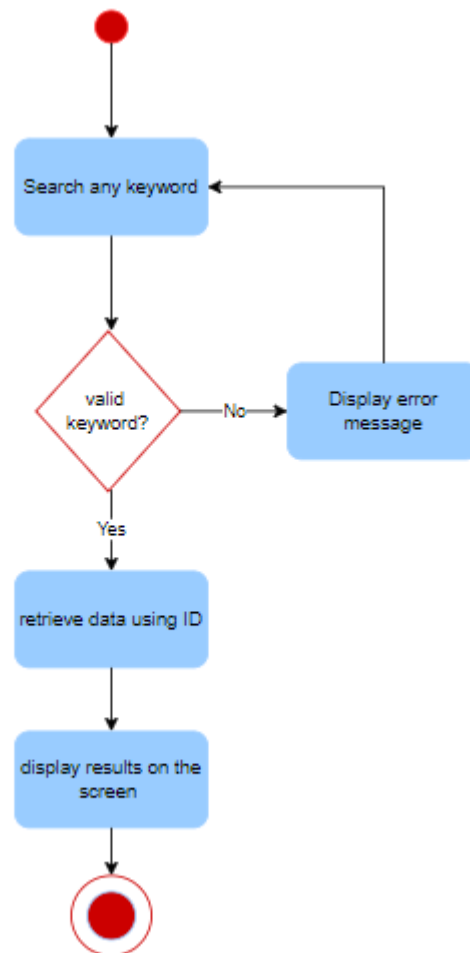 Search any keyword
valid
keyword?
No
Display error
message
Yes
retrieve data using ID
display results on the
screen